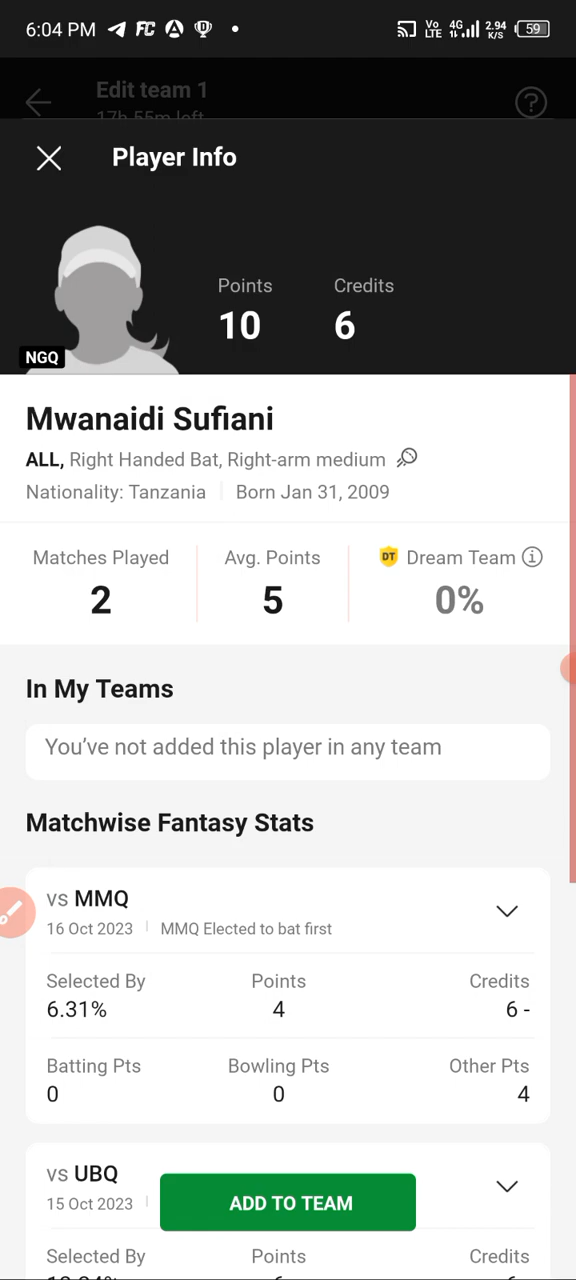 6:04 PM FC Vo LTE 4G 2.94 K/S 59
Edit team 1
17h 55m left
Player Info
Points Credits
10 6
NGQ
Mwanaidi Sufiani
ALL, Right Handed Bat, Right-arm medium
Nationality: Tanzania Born Jan 31, 2009
Matches Played Avg. Points DT Dream Team
2 5 0%
In My Teams
You've not added this player in any team
Matchwise Fantasy Stats
vs MMQ
16 Oct 2023 MMQ Elected to bat first
Selected By Points Credits
6.31% 4 6 -
Batting Pts Bowling Pts Other Pts
0 0 4
vs UBQ
15 Oct 2023
ADD TO TEAM
Selected By Points Credits